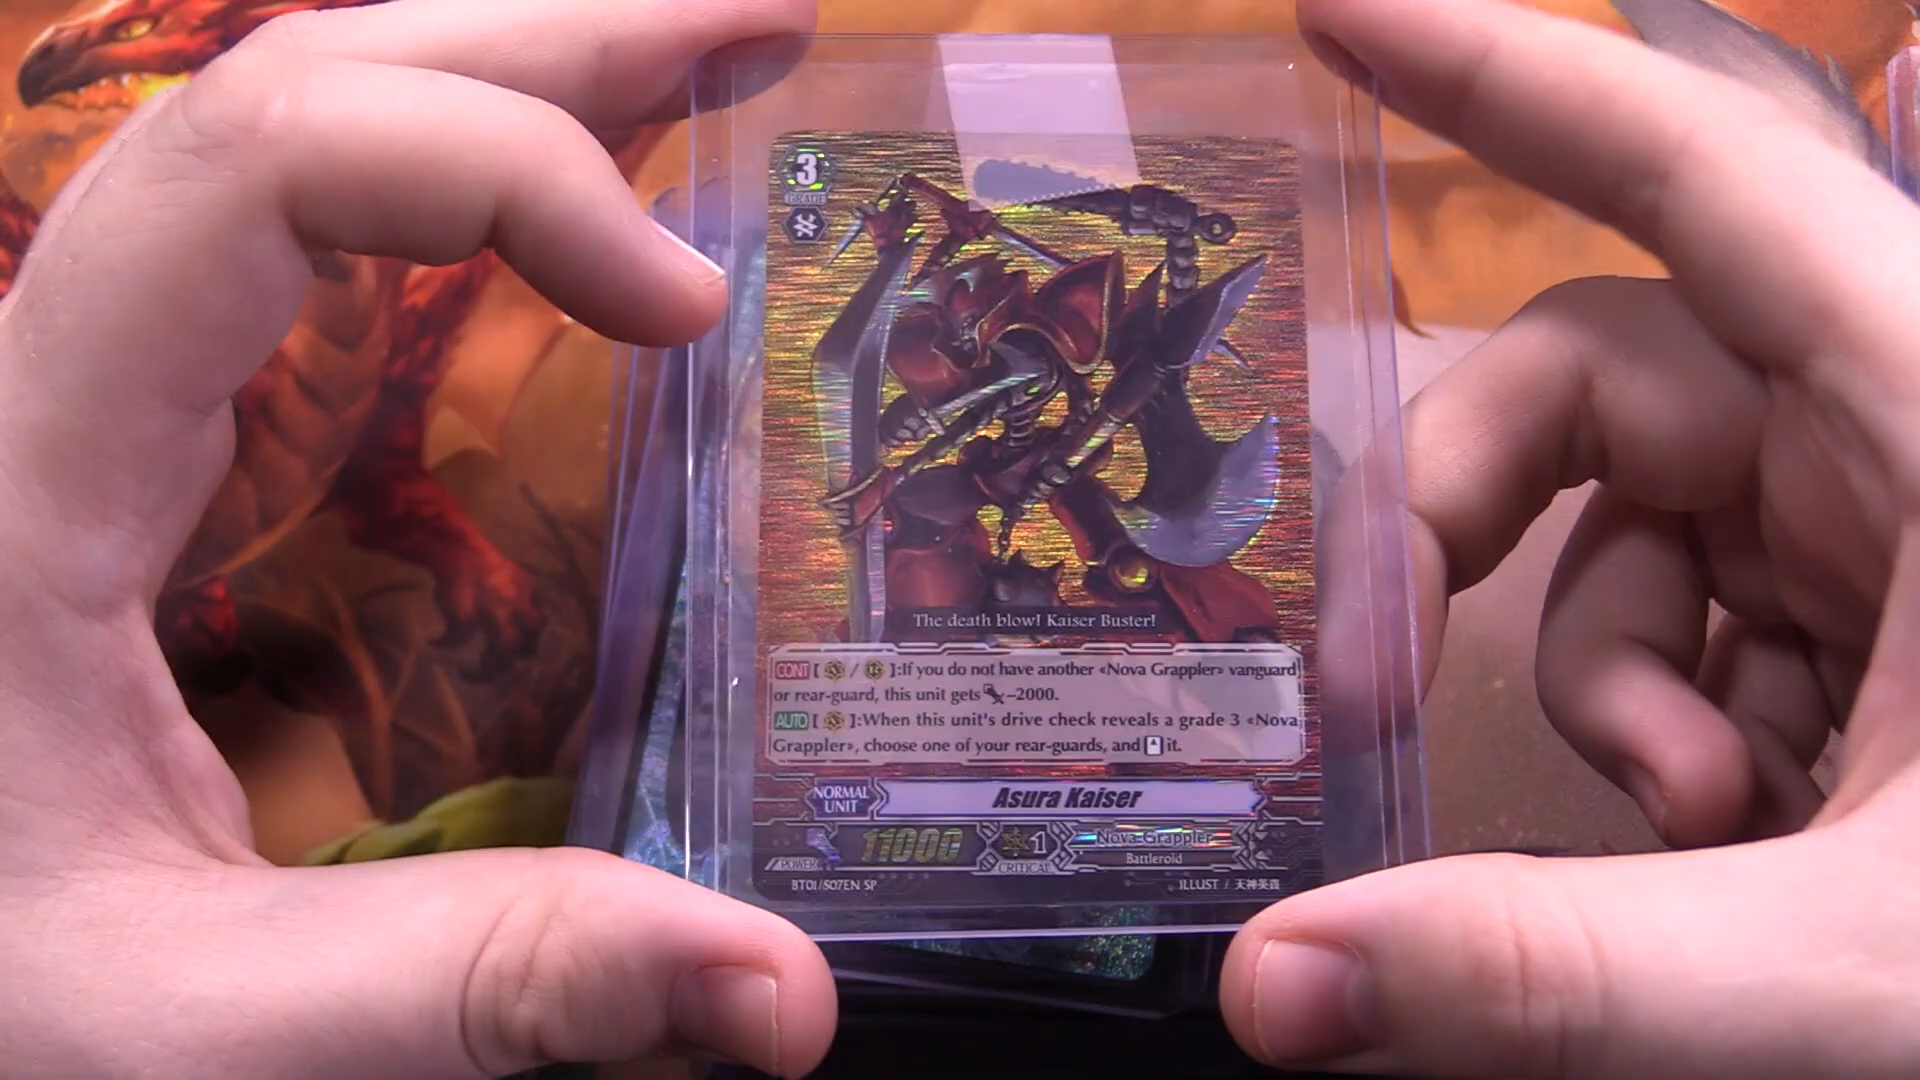 3
GRADE
The death blow! Kaiser Buster!
CONT [ / ]:If you do not have another «Nova Grappler» vanguard
or rear-guard, this unit gets -2000.
AUTO [ ]:When this unit's drive check reveals a grade 3 «Nova
Grappler», choose one of your rear-guards, and it.
NORMAL
UNIT
Asura Kaiser
POWER 11000 1 Nova Grappler
CRITICAL Battleroid
BT01/S07EN SP ILLUST / 天神英貴